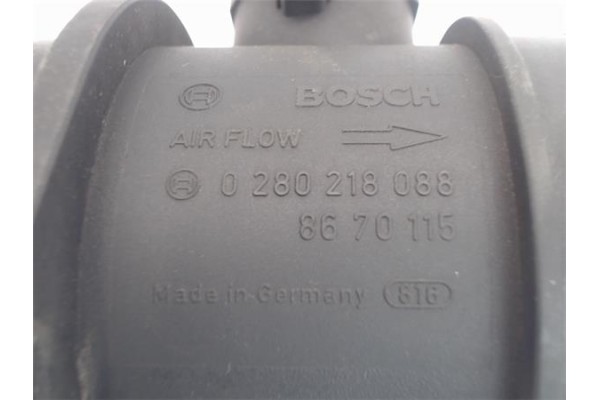 BOSCH
AIR FLOW
0 280 218 088
86 70 115
Made in Germany 816